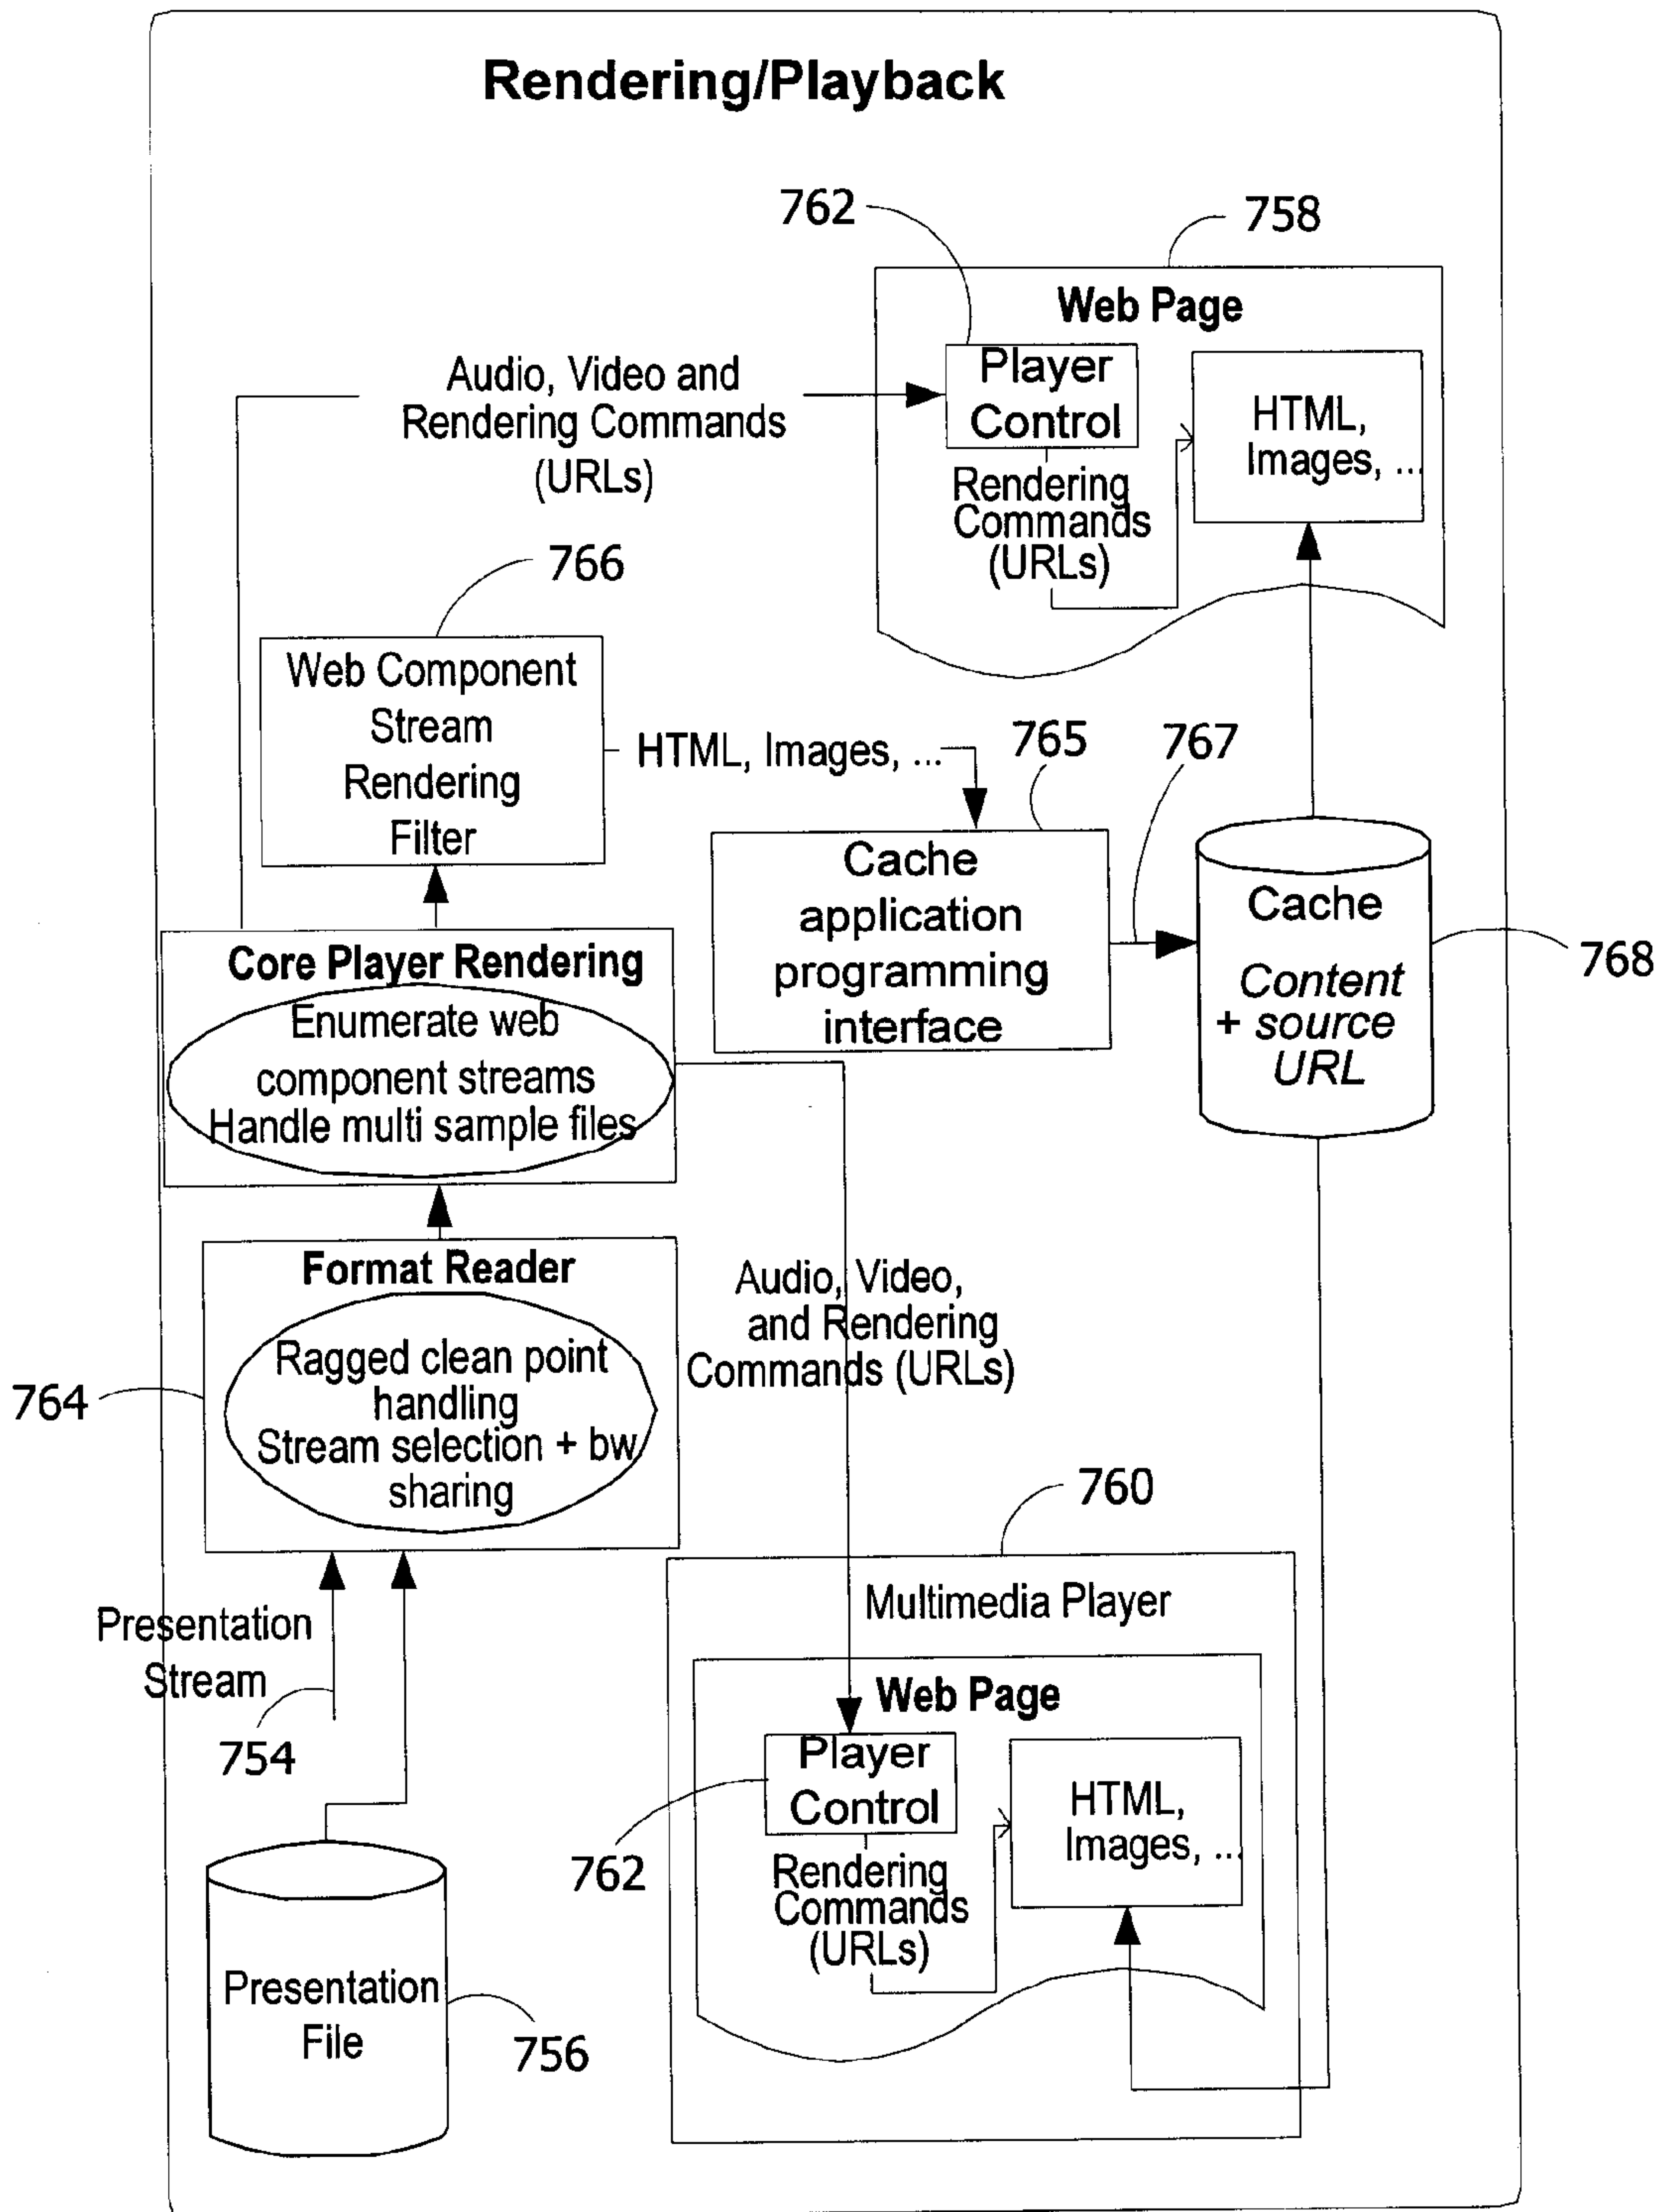 Rendering/Playback
762
758
Web Page
Player
Control
Audio, Video and
Rendering Commands
(URLs)
HTML,
Images, ...
Rendering
Commands
(URLs)
766
Web Component
Stream
Rendering
Filter
HTML, Images, ...
765
767
Cache
application
programming
interface
Cache
Content
+ source
URL
768
Core Player Rendering
Enumerate web
component streams
Handle multi sample files
Format Reader
Ragged clean point
handling
Stream selection + bw
sharing
764
Audio, Video,
and Rendering
Commands (URLs)
760
Multimedia Player
Presentation
Stream
754
Web Page
Player
Control
HTML,
Images, ...
762
Rendering
Commands
(URLs)
Presentation
File
756